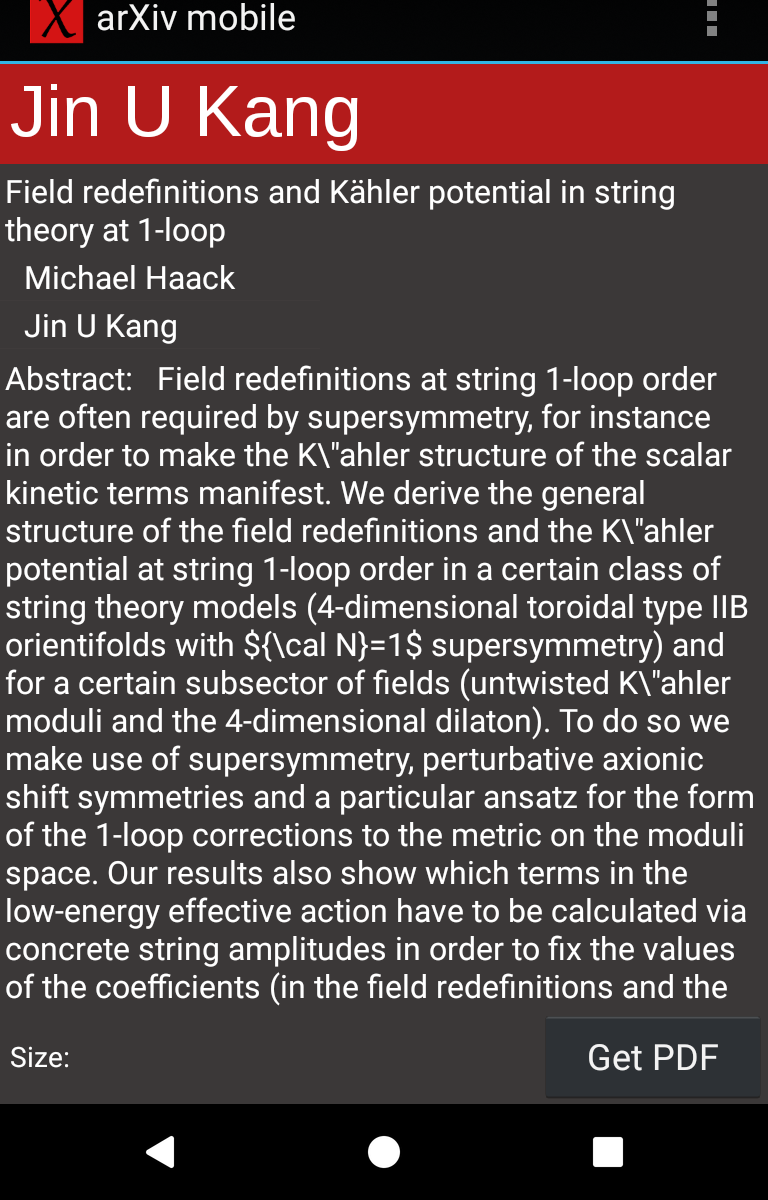 X arXiv mobile
Jin U Kang
Field redefinitions and Kähler potential in string
theory at 1-loop
Michael Haack
Jin U Kang
Abstract: Field redefinitions at string 1-loop order
are often required by supersymmetry, for instance
in order to make the K\"ahler structure of the scalar
kinetic terms manifest. We derive the general
structure of the field redefinitions and the K\"ahler
potential at string 1-loop order in a certain class of
string theory models (4-dimensional toroidal type IIB
orientifolds with ${\cal N}=1$ supersymmetry) and
for a certain subsector of fields (untwisted K\"ahler
moduli and the 4-dimensional dilaton). To do so we
make use of supersymmetry, perturbative axionic
shift symmetries and a particular ansatz for the form
of the 1-loop corrections to the metric on the moduli
space. Our results also show which terms in the
low-energy effective action have to be calculated via
concrete string amplitudes in order to fix the values
of the coefficients (in the field redefinitions and the
Size:
Get PDF